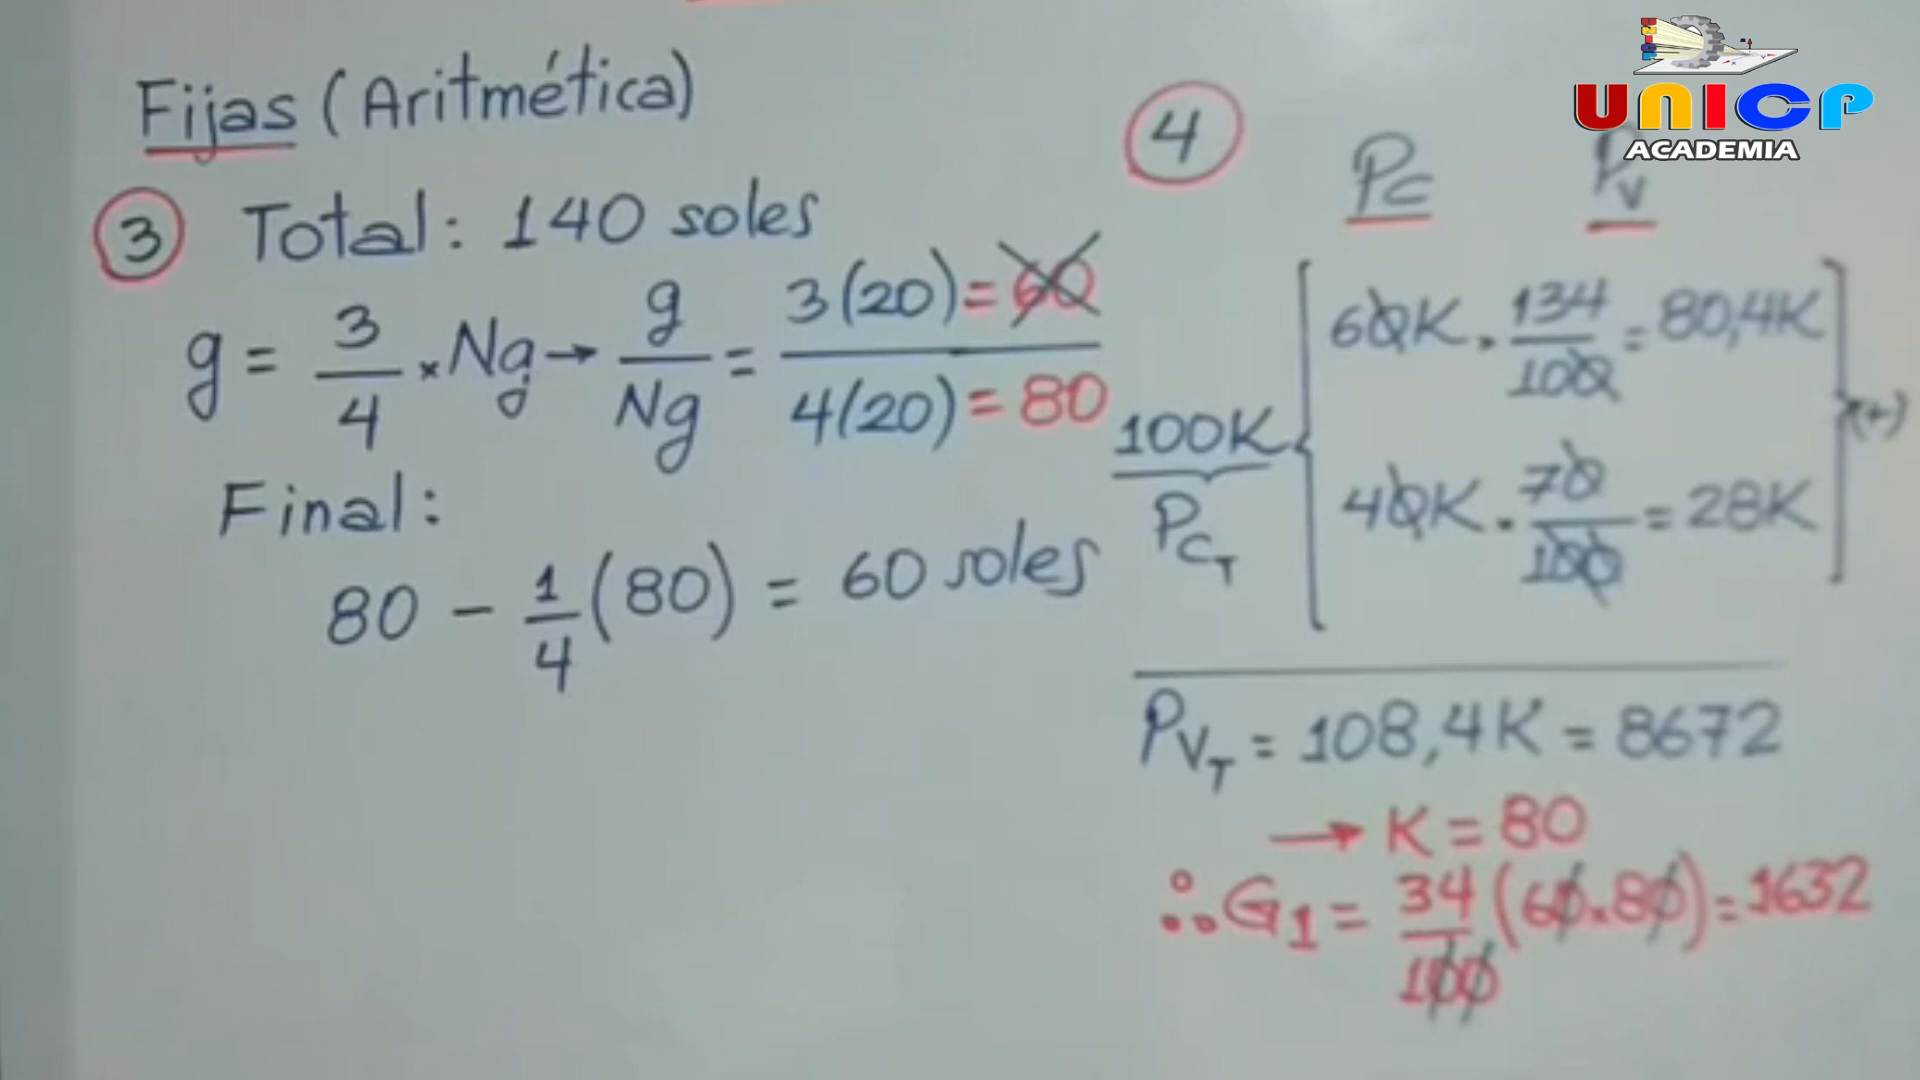 Fijas (Aritmética)
3 Total: 140 soles
g = 3/4 × Ng → g/Ng = 3(20) = 60 / 4(20) = 80
Final:
80 - 1/4 (80) = 60 soles
4
Pc Pv
60K . 134/100 = 80,4K
100K (+)
PcT
40K . 70/100 = 28K
PvT = 108,4K = 8672
→ K = 80
∴ G1 = 34/100 (60.80) = 1632
UNICP
ACADEMIA